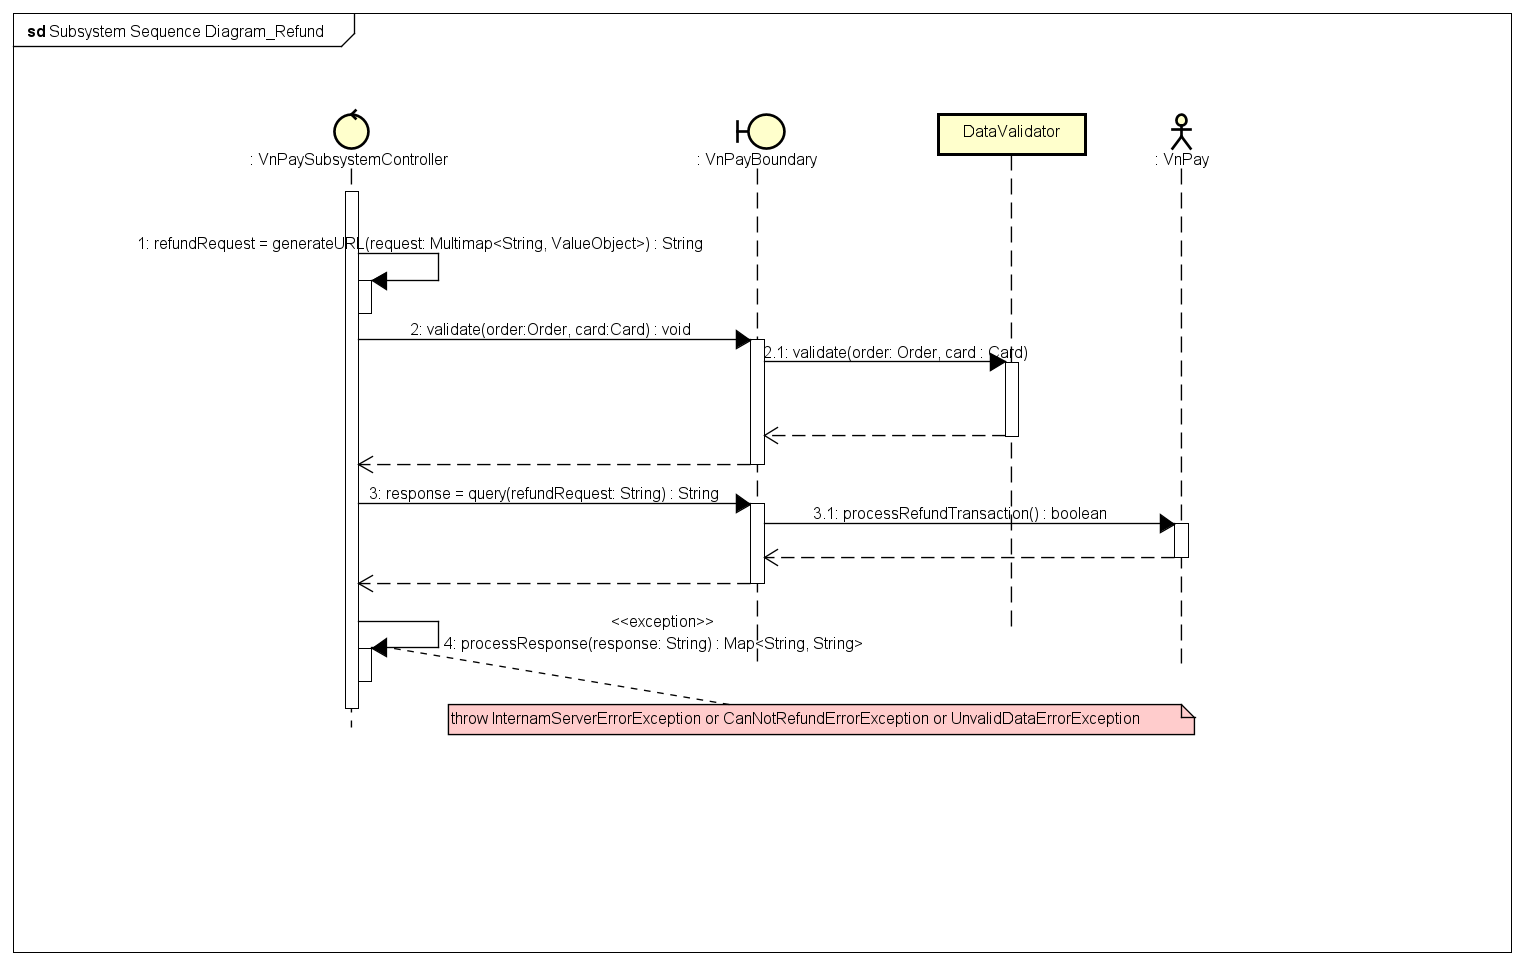 sd Subsystem Sequence Diagram_Refund
: VnPaySubsystemController
: VnPayBoundary
DataValidator
: VnPay
1: refundRequest = generateURL(request: Multimap<String, ValueObject>) : String
2: validate(order:Order, card:Card) : void
2.1: validate(order: Order, card : Card)
3: response = query(refundRequest: String) : String
3.1: processRefundTransaction() : boolean
<<exception>>
4: processResponse(response: String) : Map<String, String>
throw InternamServerErrorException or CanNotRefundErrorException or UnvalidDataErrorException